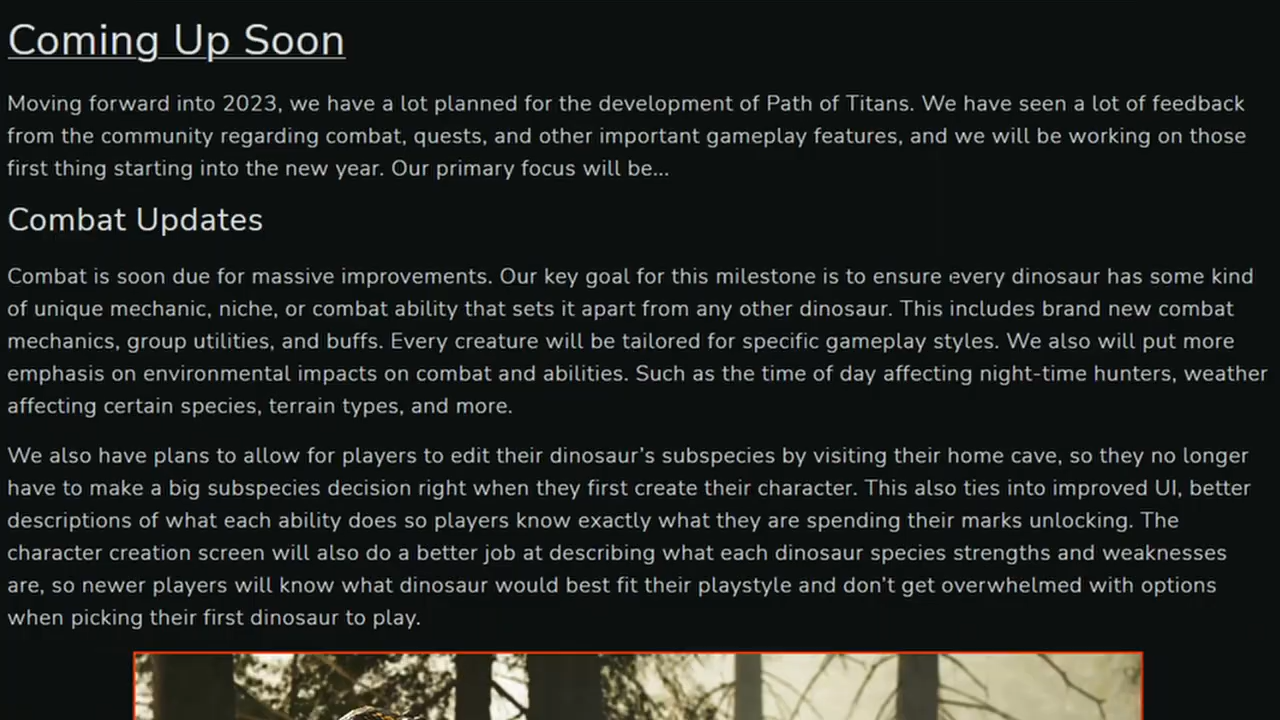 Coming Up Soon
Moving forward into 2023, we have a lot planned for the development of Path of Titans. We have seen a lot of feedback
from the community regarding combat, quests, and other important gameplay features, and we will be working on those
first thing starting into the new year. Our primary focus will be...
Combat Updates
Combat is soon due for massive improvements. Our key goal for this milestone is to ensure every dinosaur has some kind
of unique mechanic, niche, or combat ability that sets it apart from any other dinosaur. This includes brand new combat
mechanics, group utilities, and buffs. Every creature will be tailored for specific gameplay styles. We also will put more
emphasis on environmental impacts on combat and abilities. Such as the time of day affecting night-time hunters, weather
affecting certain species, terrain types, and more.
We also have plans to allow for players to edit their dinosaur's subspecies by visiting their home cave, so they no longer
have to make a big subspecies decision right when they first create their character. This also ties into improved UI, better
descriptions of what each ability does so players know exactly what they are spending their marks unlocking. The
character creation screen will also do a better job at describing what each dinosaur species strengths and weaknesses
are, so newer players will know what dinosaur would best fit their playstyle and don't get overwhelmed with options
when picking their first dinosaur to play.